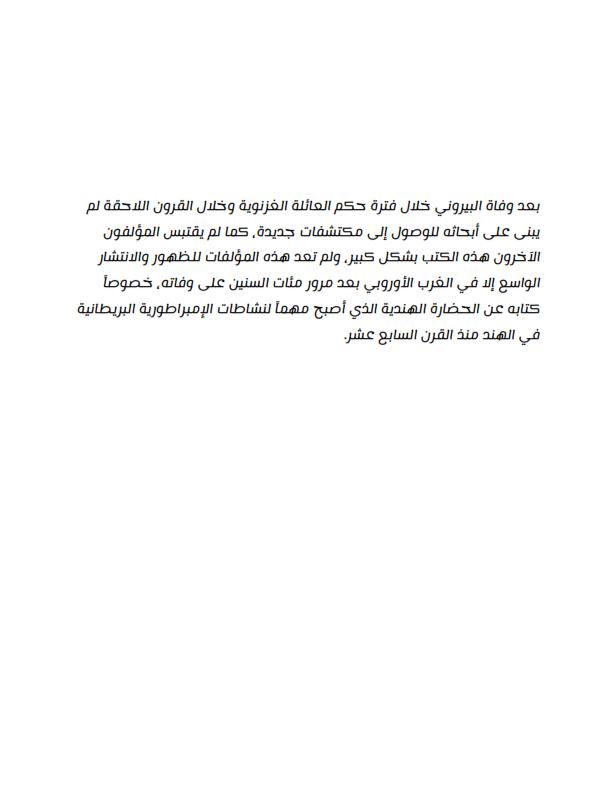 بعد وفاة البيروني خلال فترة حكم العائلة الغزنوية وخلال القرون اللاحقة لم
يبنى على أبحاثه للوصول إلى مكتشفات جديدة، كما لم يقتبس المؤلفون
الآخرون هذه الكتب بشكل كبير، ولم تعد هذه المؤلفات للظهور والانتشار
الواسع إلا في الغرب الأوروبي بعد مرور مئات السنين على وفاته، خصوصاً
كتابه عن الحضارة الهندية الذي أصبح مهماً لنشاطات الإمبراطورية البريطانية
في الهند منذ القرن السابع عشر.